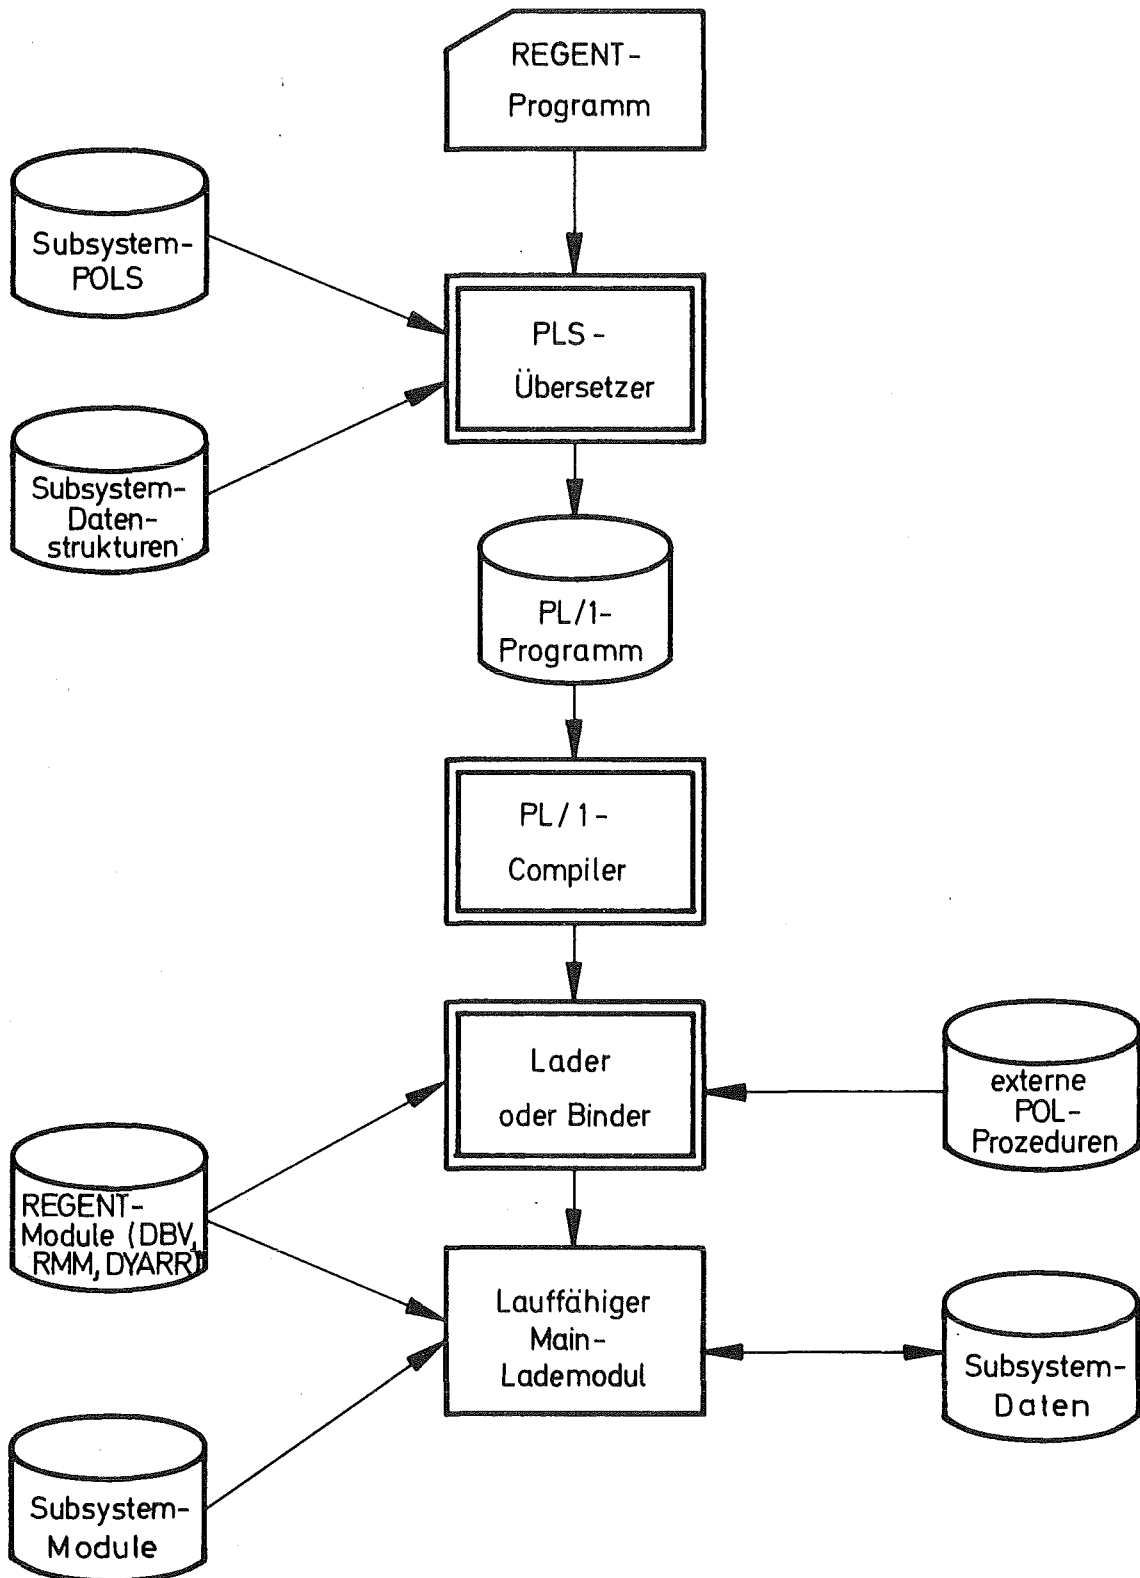 REGENT-
Programm
Subsystem-
POLS
PLS-
Übersetzer
Subsystem-
Daten-
strukturen
PL/1-
Programm
PL/1-
Compiler
Lader
oder Binder
externe
POL-
Prozeduren
REGENT-
Module (DBV,
RMM, DYARR)
Lauffähiger
Main-
Lademodul
Subsystem-
Daten
Subsystem-
Module